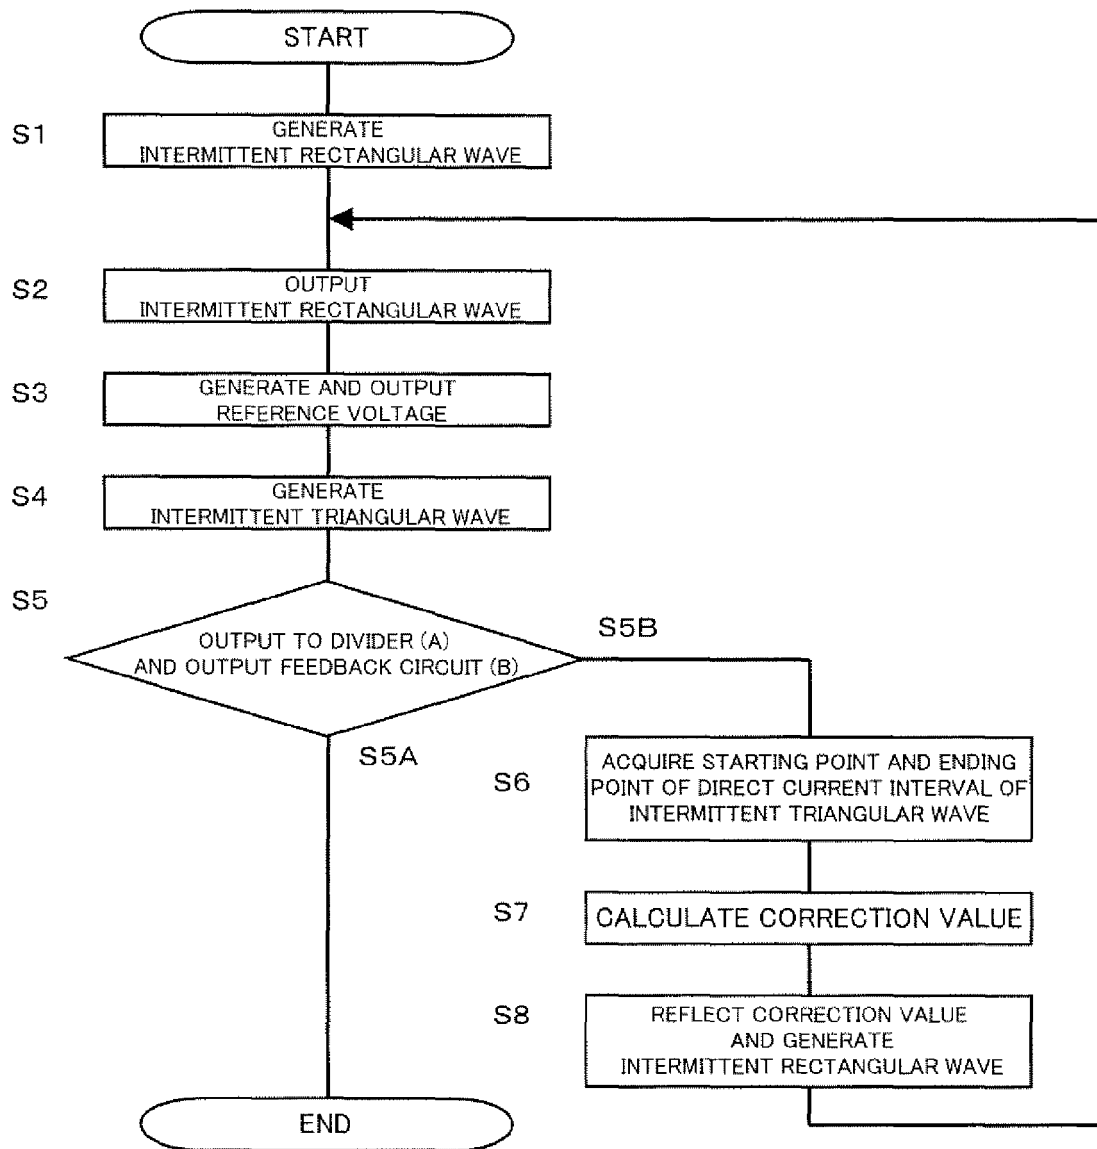 START
S1
GENERATE
INTERMITTENT RECTANGULAR WAVE
S2
OUTPUT
INTERMITTENT RECTANGULAR WAVE
S3
GENERATE AND OUTPUT
REFERENCE VOLTAGE
S4
GENERATE
INTERMITTENT TRIANGULAR WAVE
S5
OUTPUT TO DIVIDER (A)
AND OUTPUT FEEDBACK CIRCUIT (B)
S5B
S5A
S6
ACQUIRE STARTING POINT AND ENDING
POINT OF DIRECT CURRENT INTERVAL OF
INTERMITTENT TRIANGULAR WAVE
S7
CALCULATE CORRECTION VALUE
S8
REFLECT CORRECTION VALUE
AND GENERATE
INTERMITTENT RECTANGULAR WAVE
END